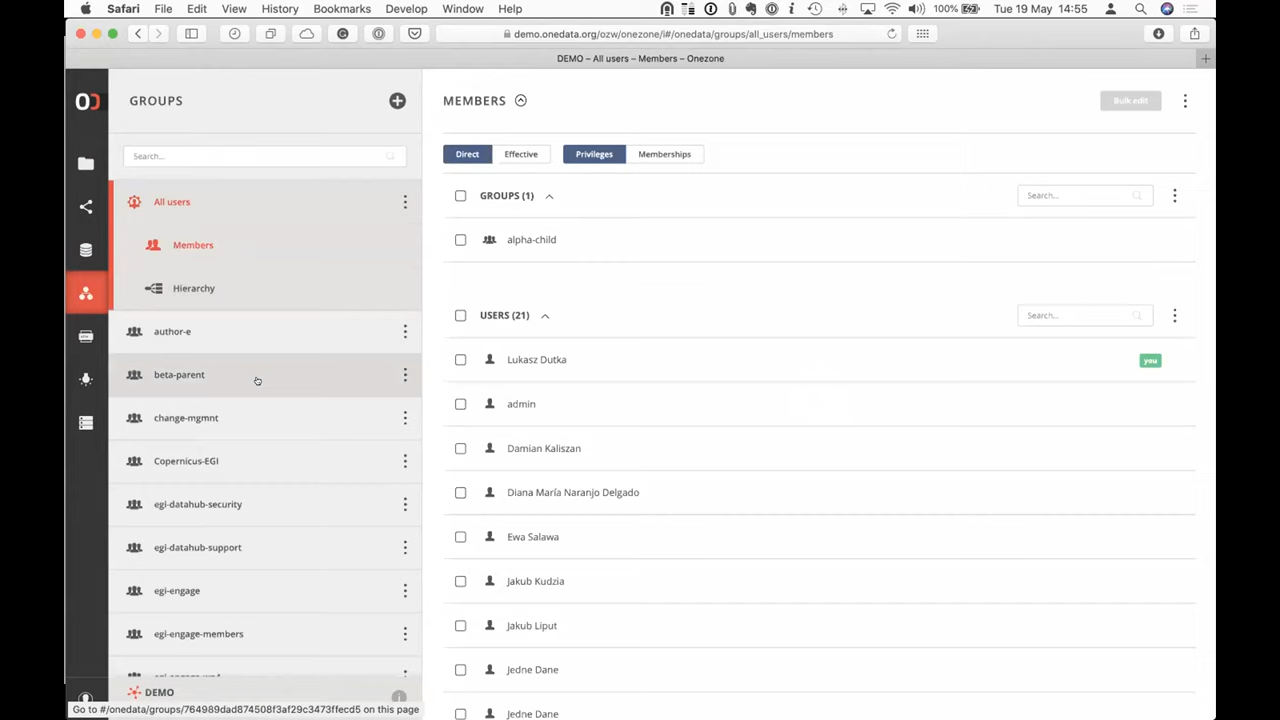 Safari File Edit View History Bookmarks Develop Window Help 100% Tue 19 May 14:55
demo.onedata.org/ozw/onezone/i#/onedata/groups/all_users/members
DEMO – All users – Members – Onezone
GROUPS
Search...
All users
Members
Hierarchy
author-e
beta-parent
change-mgmnt
Copernicus-EGI
egi-datahub-security
egi-datahub-support
egi-engage
egi-engage-members
DEMO
Go to #/onedata/groups/764989dad874508f3af29c3473ffecd5 on this page
MEMBERS
Bulk edit
Direct Effective Privileges Memberships
GROUPS (1)
Search...
alpha-child
USERS (21)
Search...
Lukasz Dutka
you
admin
Damian Kaliszan
Diana María Naranjo Delgado
Ewa Salawa
Jakub Kudzia
Jakub Liput
Jedne Dane
Jedne Dane